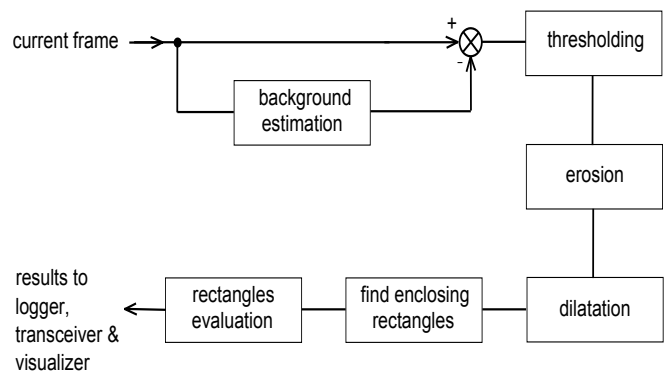 current frame
+
-
thresholding
background
estimation
erosion
dilatation
find enclosing
rectangles
rectangles
evaluation
results to
logger,
transceiver &
visualizer